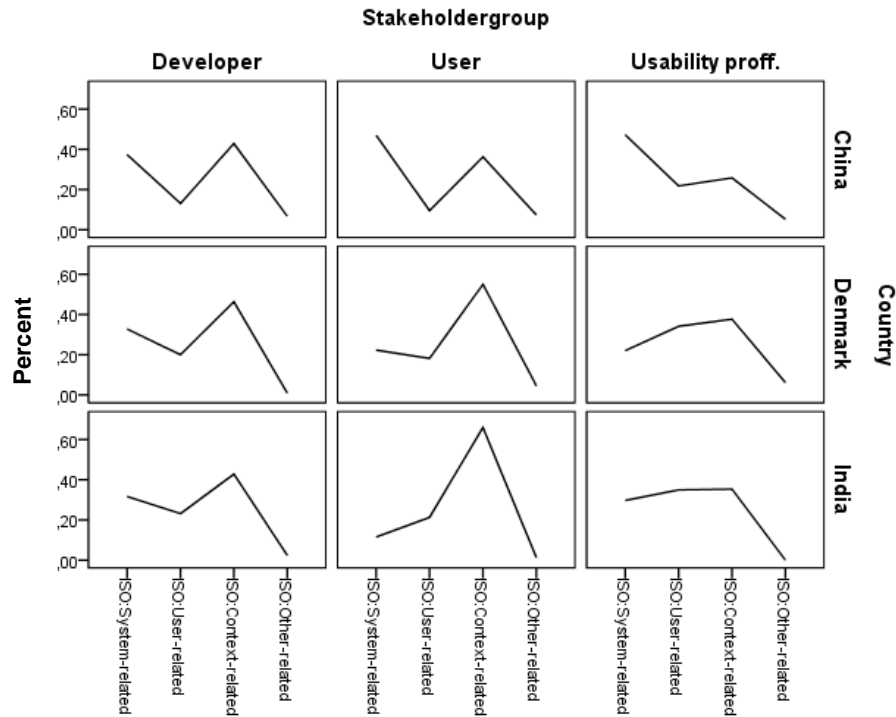 Stakeholdergroup
Developer
User
Usability proff.
,60
,40
,20
,00
China
,60
,40
,20
,00
Denmark
,60
,40
,20
,00
India
Percent
Country
ISO:System-related
ISO:User-related
ISO:Context-related
ISO:Other-related
ISO:System-related
ISO:User-related
ISO:Context-related
ISO:Other-related
ISO:System-related
ISO:User-related
ISO:Context-related
ISO:Other-related